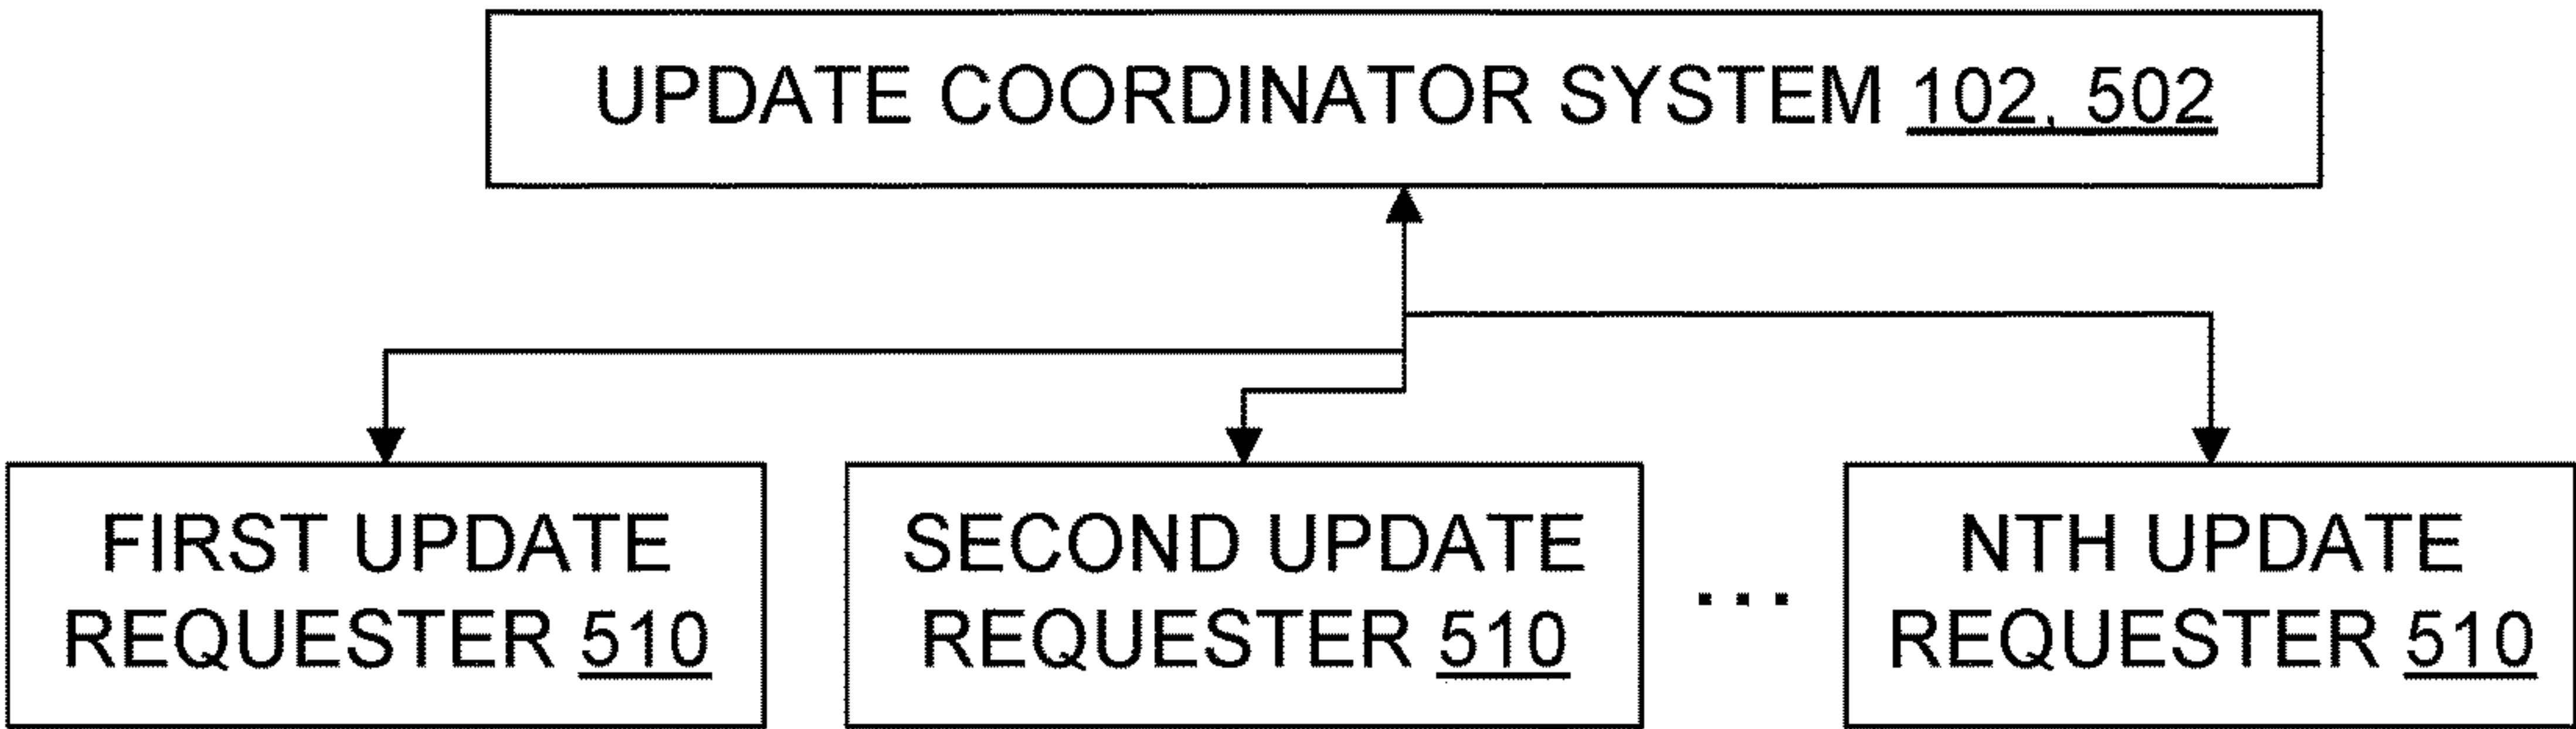 UPDATE COORDINATOR SYSTEM 102, 502
FIRST UPDATE
REQUESTER 510
SECOND UPDATE
REQUESTER 510
...
NTH UPDATE
REQUESTER 510